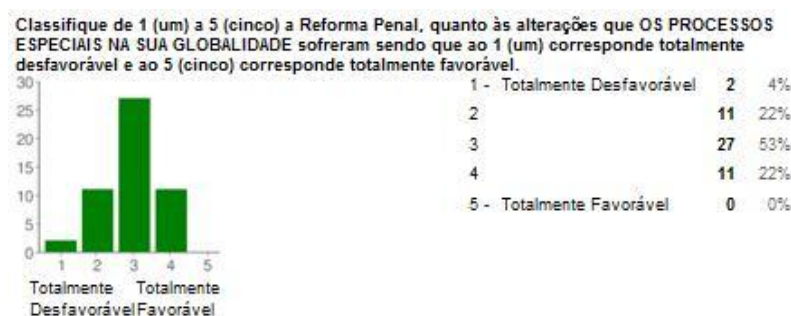 Classifique de 1 (um) a 5 (cinco) a Reforma Penal, quanto às alterações que OS PROCESSOS
ESPECIAIS NA SUA GLOBALIDADE sofreram sendo que ao 1 (um) corresponde totalmente
desfavorável e ao 5 (cinco) corresponde totalmente favorável.
30
25
20
15
10
5
0
1 2 3 4 5
Totalmente Totalmente
Desfavorável Favorável
1 - Totalmente Desfavorável 2 4%
2 11 22%
3 27 53%
4 11 22%
5 - Totalmente Favorável 0 0%